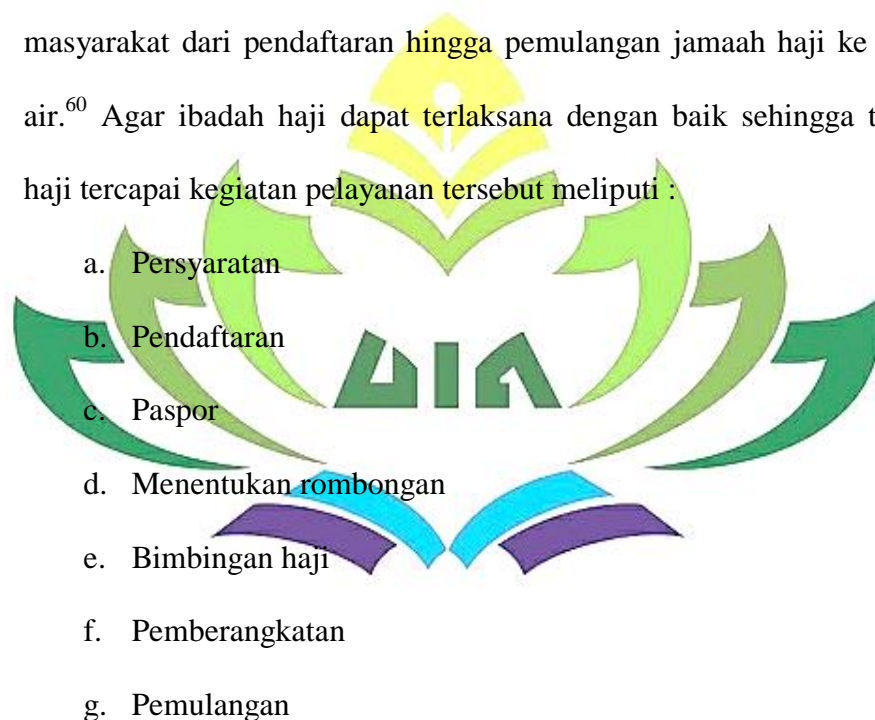 masyarakat dari pendaftaran hingga pemulangan jamaah haji ke
air.⁶⁰ Agar ibadah haji dapat terlaksana dengan baik sehingga t
haji tercapai kegiatan pelayanan tersebut meliputi :
a. Persyaratan
b. Pendaftaran
UIN
c. Paspor
d. Menentukan rombongan
e. Bimbingan haji
f. Pemberangkatan
g. Pemulangan